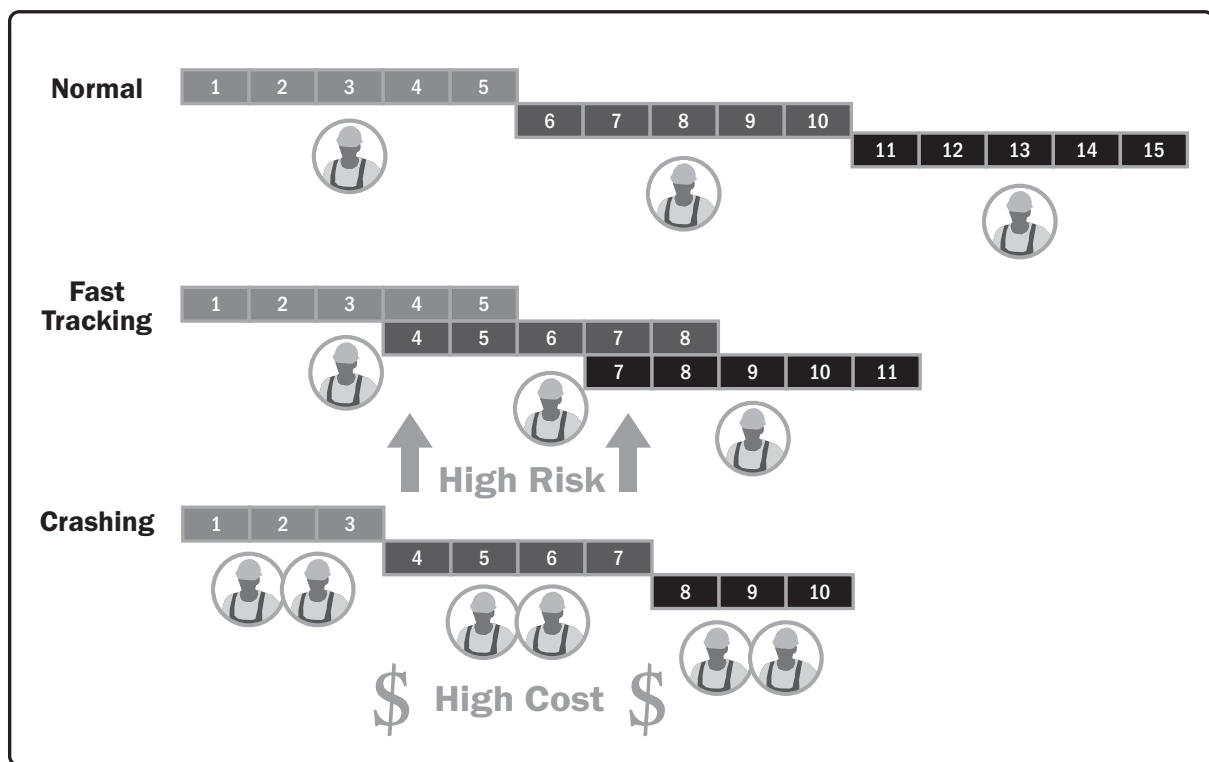 Normal
1 2 3 4 5
6 7 8 9 10
11 12 13 14 15
Fast
Tracking
1 2 3 4 5
4 5 6 7 8
7 8 9 10 11
High Risk
Crashing
1 2 3
4 5 6 7
8 9 10
$ High Cost $